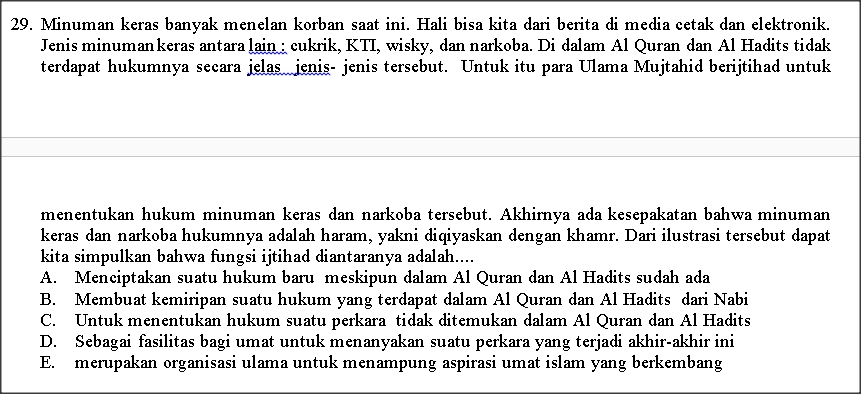 29. Minuman keras banyak menelan korban saat ini. Hali bisa kita dari berita di media cetak dan elektronik.
Jenis minuman keras antara lain : cukrik, KTI, wisky, dan narkoba. Di dalam Al Quran dan Al Hadits tidak
terdapat hukumnya secara jelas jenis- jenis tersebut. Untuk itu para Ulama Mujtahid berijtihad untuk
menentukan hukum minuman keras dan narkoba tersebut. Akhirnya ada kesepakatan bahwa minuman
keras dan narkoba hukumnya adalah haram, yakni diqiyaskan dengan khamr. Dari ilustrasi tersebut dapat
kita simpulkan bahwa fungsi ijtihad diantaranya adalah....
A. Menciptakan suatu hukum baru meskipun dalam Al Quran dan Al Hadits sudah ada
B. Membuat kemiripan suatu hukum yang terdapat dalam Al Quran dan Al Hadits dari Nabi
C. Untuk menentukan hukum suatu perkara tidak ditemukan dalam Al Quran dan Al Hadits
D. Sebagai fasilitas bagi umat untuk menanyakan suatu perkara yang terjadi akhir-akhir ini
E. merupakan organisasi ulama untuk menampung aspirasi umat islam yang berkembang